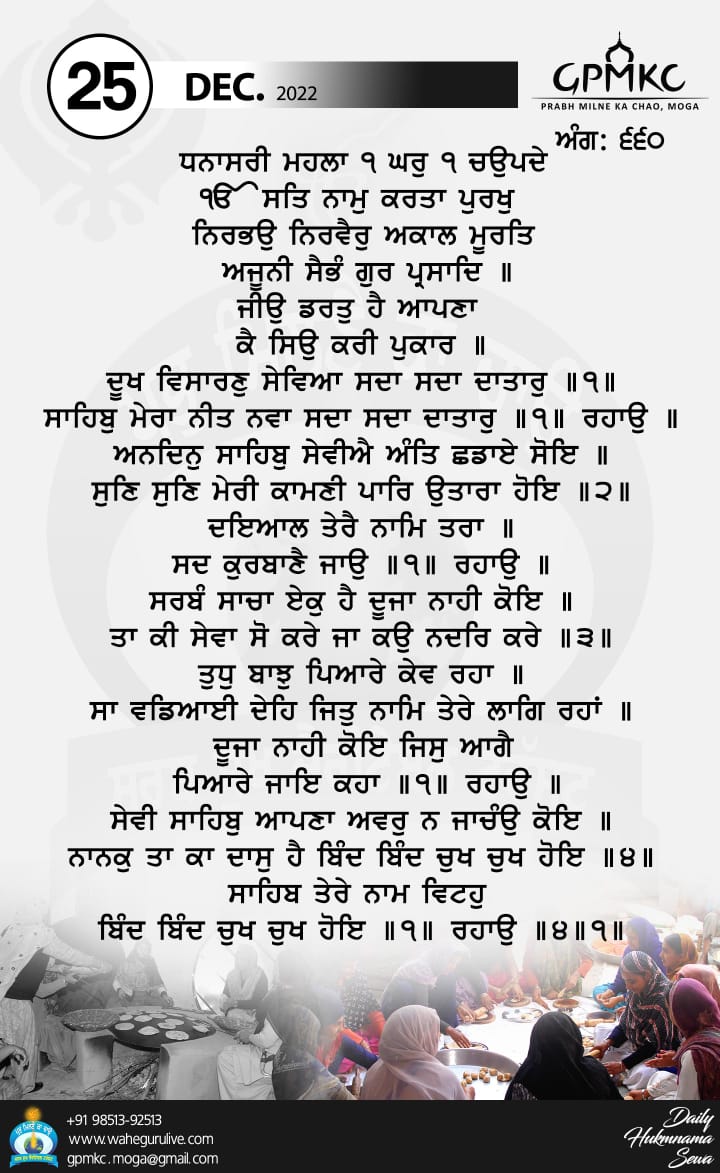 25 DEC. 2022
GPMKC
PRABH MILNE KA CHAO, MOGA
ਅੰਗ: ੬੬੦
ਧਨਾਸਰੀ ਮਹਲਾ ੧ ਘਰੁ ੧ ਚਉਪਦੇ
ੴ ਸਤਿ ਨਾਮੁ ਕਰਤਾ ਪੁਰਖੁ
ਨਿਰਭਉ ਨਿਰਵੈਰੁ ਅਕਾਲ ਮੂਰਤਿ
ਅਜੂਨੀ ਸੈਭੰ ਗੁਰ ਪ੍ਰਸਾਦਿ ॥
ਜੀਉ ਡਰਤੁ ਹੈ ਆਪਣਾ
ਕੈ ਸਿਉ ਕਰੀ ਪੁਕਾਰ ॥
ਦੂਖ ਵਿਸਾਰਣੁ ਸੇਵਿਆ ਸਦਾ ਸਦਾ ਦਾਤਾਰੁ ॥੧॥
ਸਾਹਿਬੁ ਮੇਰਾ ਨੀਤ ਨਵਾ ਸਦਾ ਸਦਾ ਦਾਤਾਰੁ ॥੧॥ ਰਹਾਉ ॥
ਅਨਦਿਨੁ ਸਾਹਿਬੁ ਸੇਵੀਐ ਅੰਤਿ ਛਡਾਏ ਸੋਇ ॥
ਸੁਣਿ ਸੁਣਿ ਮੇਰੀ ਕਾਮਣੀ ਪਾਰਿ ਉਤਾਰਾ ਹੋਇ ॥੨॥
ਦਇਆਲ ਤੇਰੈ ਨਾਮਿ ਤਰਾ ॥
ਸਦ ਕੁਰਬਾਣੈ ਜਾਉ ॥੧॥ ਰਹਾਉ ॥
ਸਰਬੰ ਸਾਚਾ ਏਕੁ ਹੈ ਦੂਜਾ ਨਾਹੀ ਕੋਇ ॥
ਤਾ ਕੀ ਸੇਵਾ ਸੋ ਕਰੇ ਜਾ ਕਉ ਨਦਰਿ ਕਰੇ ॥੩॥
ਤੁਧੁ ਬਾਝੁ ਪਿਆਰੇ ਕੇਵ ਰਹਾ ॥
ਸਾ ਵਡਿਆਈ ਦੇਹਿ ਜਿਤੁ ਨਾਮਿ ਤੇਰੇ ਲਾਗਿ ਰਹਾਂ ॥
ਦੂਜਾ ਨਾਹੀ ਕੋਇ ਜਿਸੁ ਆਗੈ
ਪਿਆਰੇ ਜਾਇ ਕਹਾ ॥੧॥ ਰਹਾਉ ॥
ਸੇਵੀ ਸਾਹਿਬੁ ਆਪਣਾ ਅਵਰੁ ਨ ਜਾਚੰਉ ਕੋਇ ॥
ਨਾਨਕੁ ਤਾ ਕਾ ਦਾਸੁ ਹੈ ਬਿੰਦ ਬਿੰਦ ਚੁਖ ਚੁਖ ਹੋਇ ॥੪॥
ਸਾਹਿਬ ਤੇਰੇ ਨਾਮ ਵਿਟਹੁ
ਬਿੰਦ ਬਿੰਦ ਚੁਖ ਚੁਖ ਹੋਇ ॥੧॥ ਰਹਾਉ ॥੪॥੧॥
+91 98513-92513
www.wahegurulive.com
gpmkc.moga@gmail.com
Daily
Hukmnama
Sewa